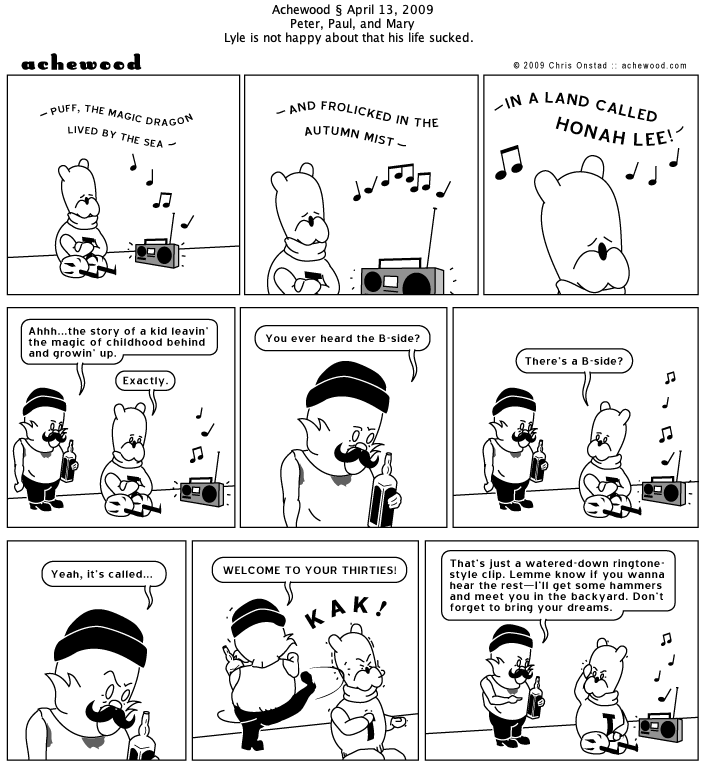 Achewood § April 13, 2009
Peter, Paul, and Mary
Lyle is not happy about that his life sucked.
achewood
© 2009 Chris Onstad :: achewood.com
— PUFF, THE MAGIC DRAGON
LIVED BY THE SEA —
— AND FROLICKED IN THE
AUTUMN MIST —
— IN A LAND CALLED
HONAH LEE! —
Ahhh...the story of a kid leavin'
the magic of childhood behind
and growin' up.
Exactly.
You ever heard the B-side?
There's a B-side?
Yeah, it's called...
WELCOME TO YOUR THIRTIES!
KAK!
T
That's just a watered-down ringtone-
style clip. Lemme know if you wanna
hear the rest—I'll get some hammers
and meet you in the backyard. Don't
forget to bring your dreams.
T